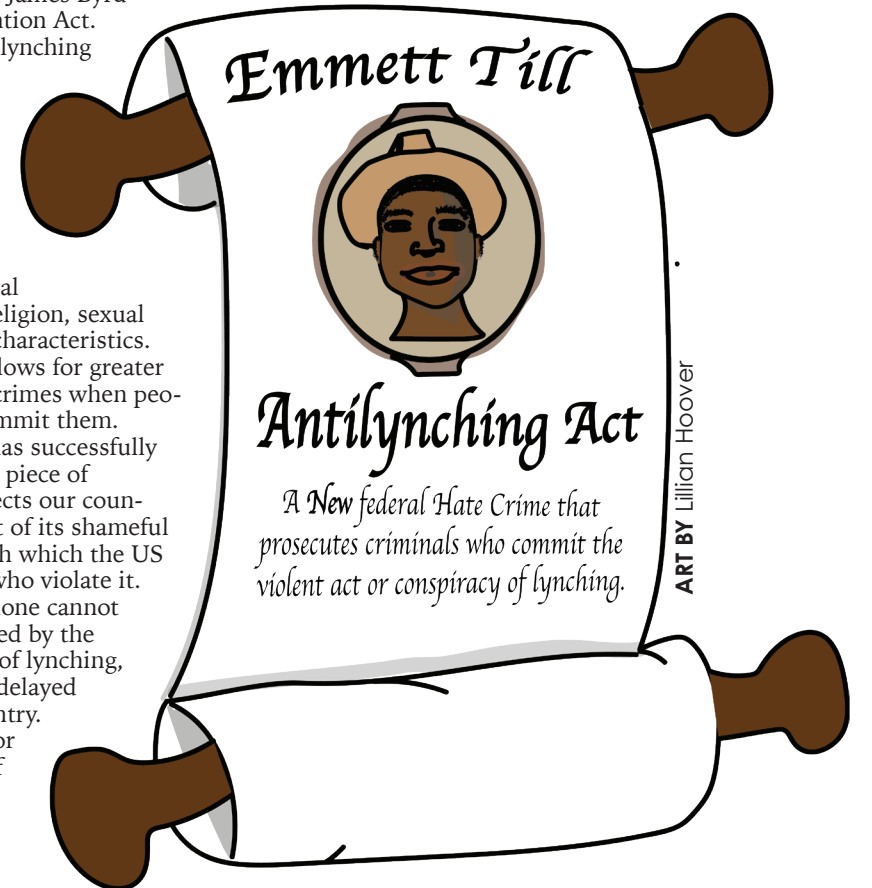 James Byrd
ntion Act.
lynching
al
eligion, sexual
characteristics.
lows for greater
crimes when peo-
mmit them.
as successfully
piece of
ects our coun-
t of its shameful
h which the US
who violate it.
one cannot
ed by the
of lynching,
delayed
ntry.
or
f
Emmett Till
Antilynching Act
A New federal Hate Crime that
prosecutes criminals who commit the
violent act or conspiracy of lynching.
ART BY Lillian Hoover